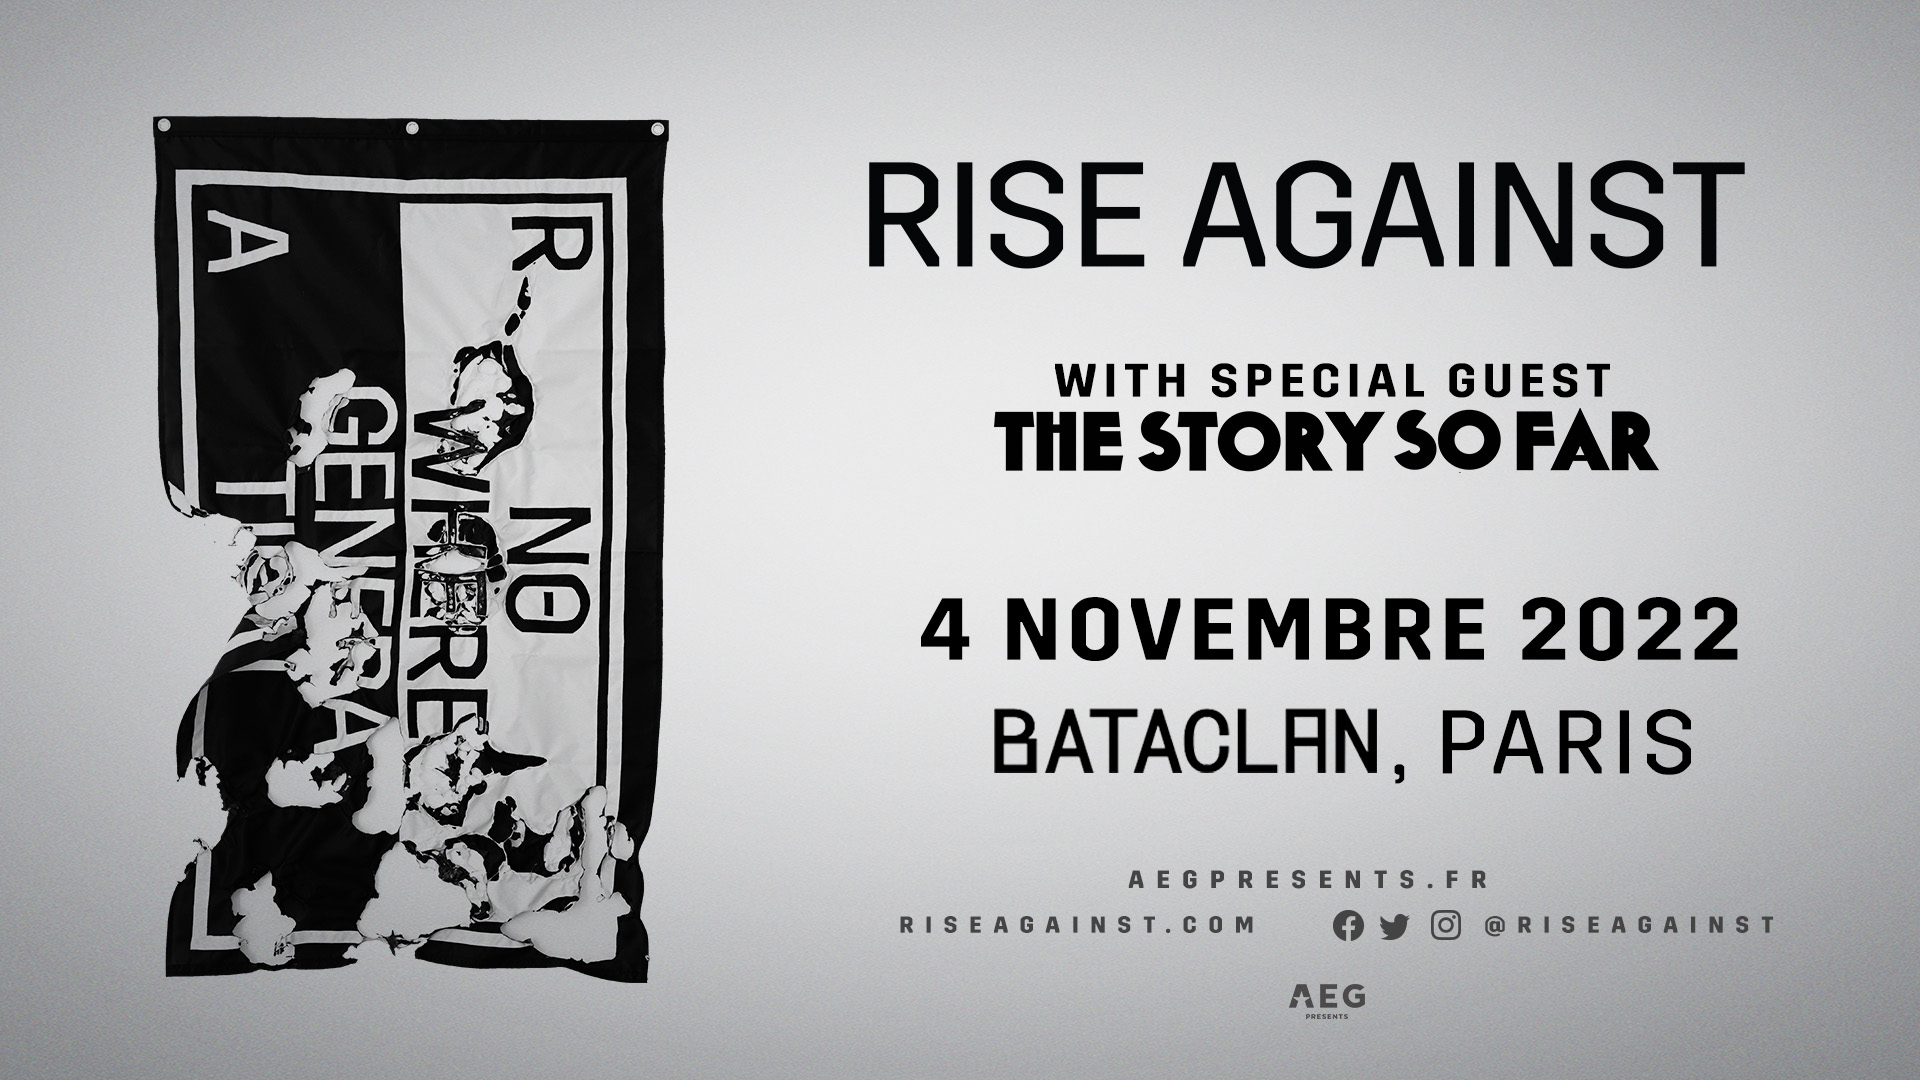 R A
NO
WHERE
GENERA
RISE AGAINST
WITH SPECIAL GUEST
THE STORY SO FAR
4 NOVEMBRE 2022
BATACLAN, PARIS
AEGPRESENTS.FR
RISEAGAINST.COM @RISEAGAINST
AEG
PRESENTS